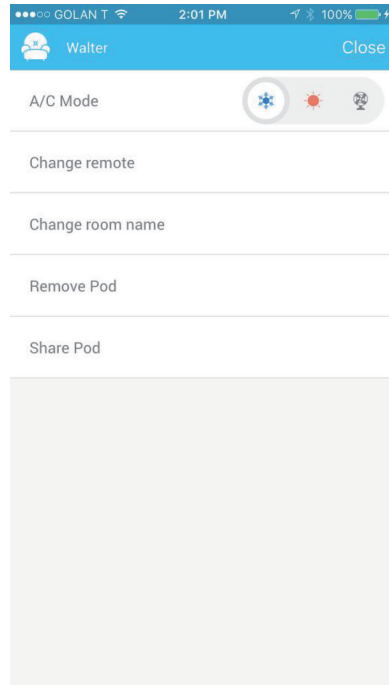 GOLAN T 2:01 PM 100%
Walter Close
A/C Mode
Change remote
Change room name
Remove Pod
Share Pod